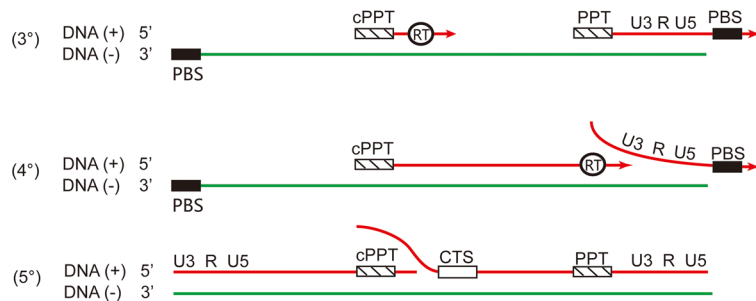 cPPT PPT U3 R U5 PBS
(3°) DNA (+) 5' RT
DNA (-) 3'
PBS
cPPT U3 R U5 PBS
(4°) DNA (+) 5' RT
DNA (-) 3'
PBS
U3 R U5 cPPT CTS PPT U3 R U5
(5°) DNA (+) 5'
DNA (-) 3'